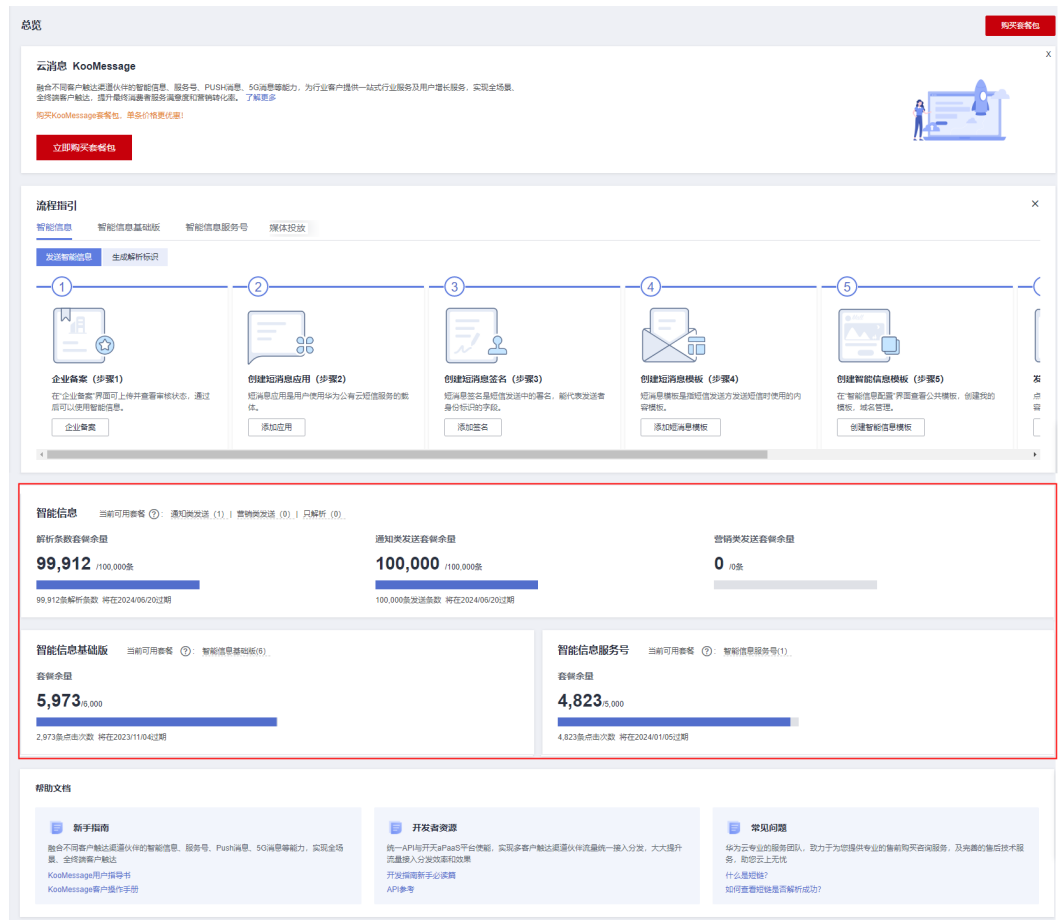 总览
购买套餐包
云消息 KooMessage
X
融合不同客户触达渠道伙伴的智能信息、服务号、PUSH消息、5G消息等能力，为行业客户提供一站式行业服务及用户增长服务，实现全场景、
全终端客户触达，提升最终消费者服务满意度和营销转化率。 了解更多
购买KooMessage套餐包，单条价格更优惠！
立即购买套餐包
流程指引
智能信息 智能信息基础版 智能信息服务号 媒体投放
发送智能信息 生成解析标识
1 2 3 4 5
企业备案（步骤1） 创建短消息应用（步骤2） 创建短消息签名（步骤3） 创建短消息模板（步骤4） 创建智能信息模板（步骤5） 发
在“企业备案”界面可上传并查看审核状态，通过 短消息应用是用户使用华为公有云短信服务的载 短消息签名是短信发送中的署名，能代表发送者 短消息模板是指短信发送方发送短信时使用的内 在“智能信息配置”界面查看公共模板，创建我的 点
后可以使用智能信息。 体。 身份标识的字段。 容模板。 模板、域名管理。 容
企业备案 添加应用 添加签名 添加短消息模板 创建智能信息模板
智能信息 当前可用套餐 ?： 通知类发送（1）| 营销类发送（0）| 只解析（0）
解析条数套餐余量 通知类发送套餐余量 营销类发送套餐余量
99,912 /100,000条 100,000 /100,000条 0 /0条
99,912条解析条数 将在2024/06/20过期 100,000条发送条数 将在2024/06/20过期
智能信息基础版 当前可用套餐 ?： 智能信息基础版(6) 智能信息服务号 当前可用套餐 ?： 智能信息服务号(1)
套餐余量 套餐余量
5,973/6,000 4,823/5,000
2,973条点击次数 将在2023/11/04过期 4,823条点击次数 将在2024/01/05过期
帮助文档
新手指南 开发者资源 常见问题
融合不同客户触达渠道伙伴的智能信息、服务号、Push消息、5G消息等能力，实现全场 统一API与开天aPaaS平台使能，实现多客户触达渠道伙伴流量统一接入分发，大大提升 华为云专业的服务团队，致力于为您提供专业的售前购买咨询服务，及完善的售后技术服
景、全终端客户触达 流量接入分发效率和效果 务，助您云上无忧
KooMessage用户指导书 开发指南新手必读篇 什么是短链?
KooMessage客户操作手册 API参考 如何查看短链是否解析成功?